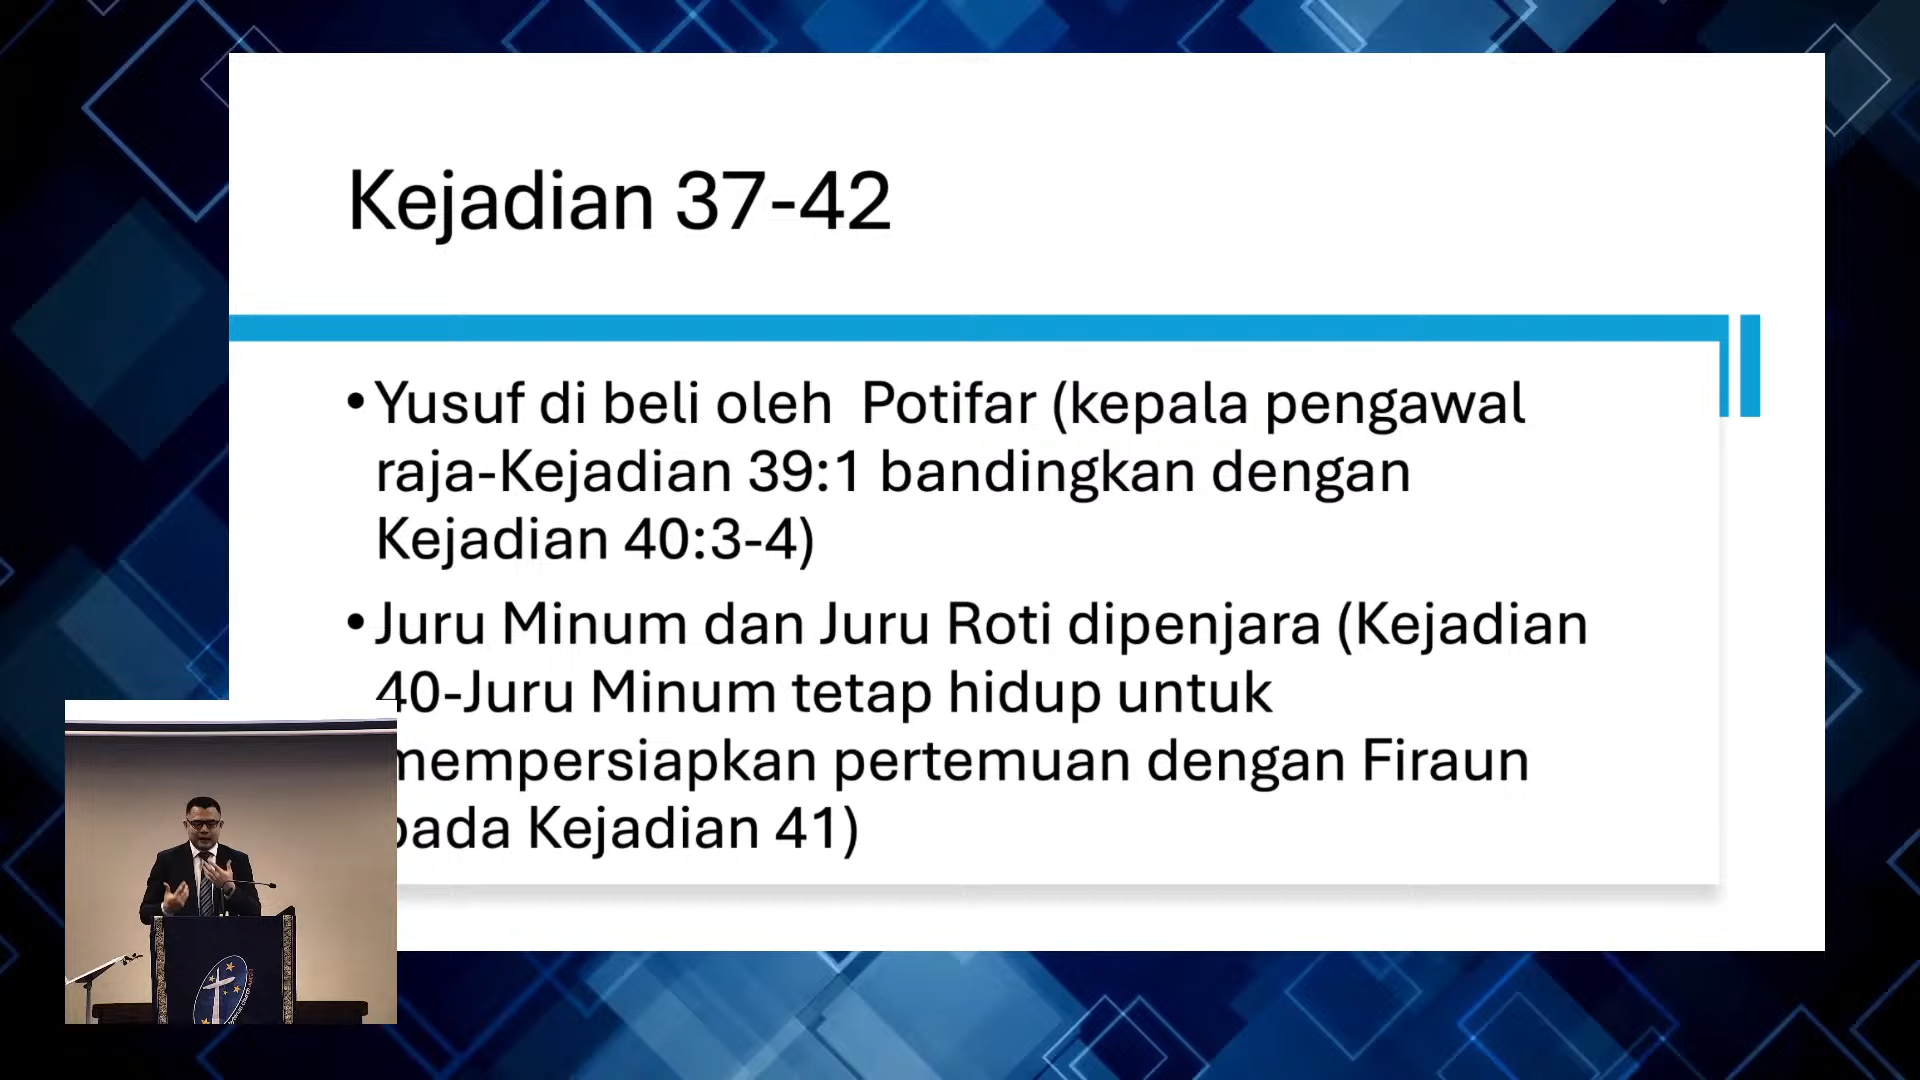 Kejadian 37-42
• Yusuf di beli oleh  Potifar (kepala pengawal
raja-Kejadian 39:1 bandingkan dengan
Kejadian 40:3-4)
• Juru Minum dan Juru Roti dipenjara (Kejadian
40-Juru Minum tetap hidup untuk
mempersiapkan pertemuan dengan Firaun
pada Kejadian 41)